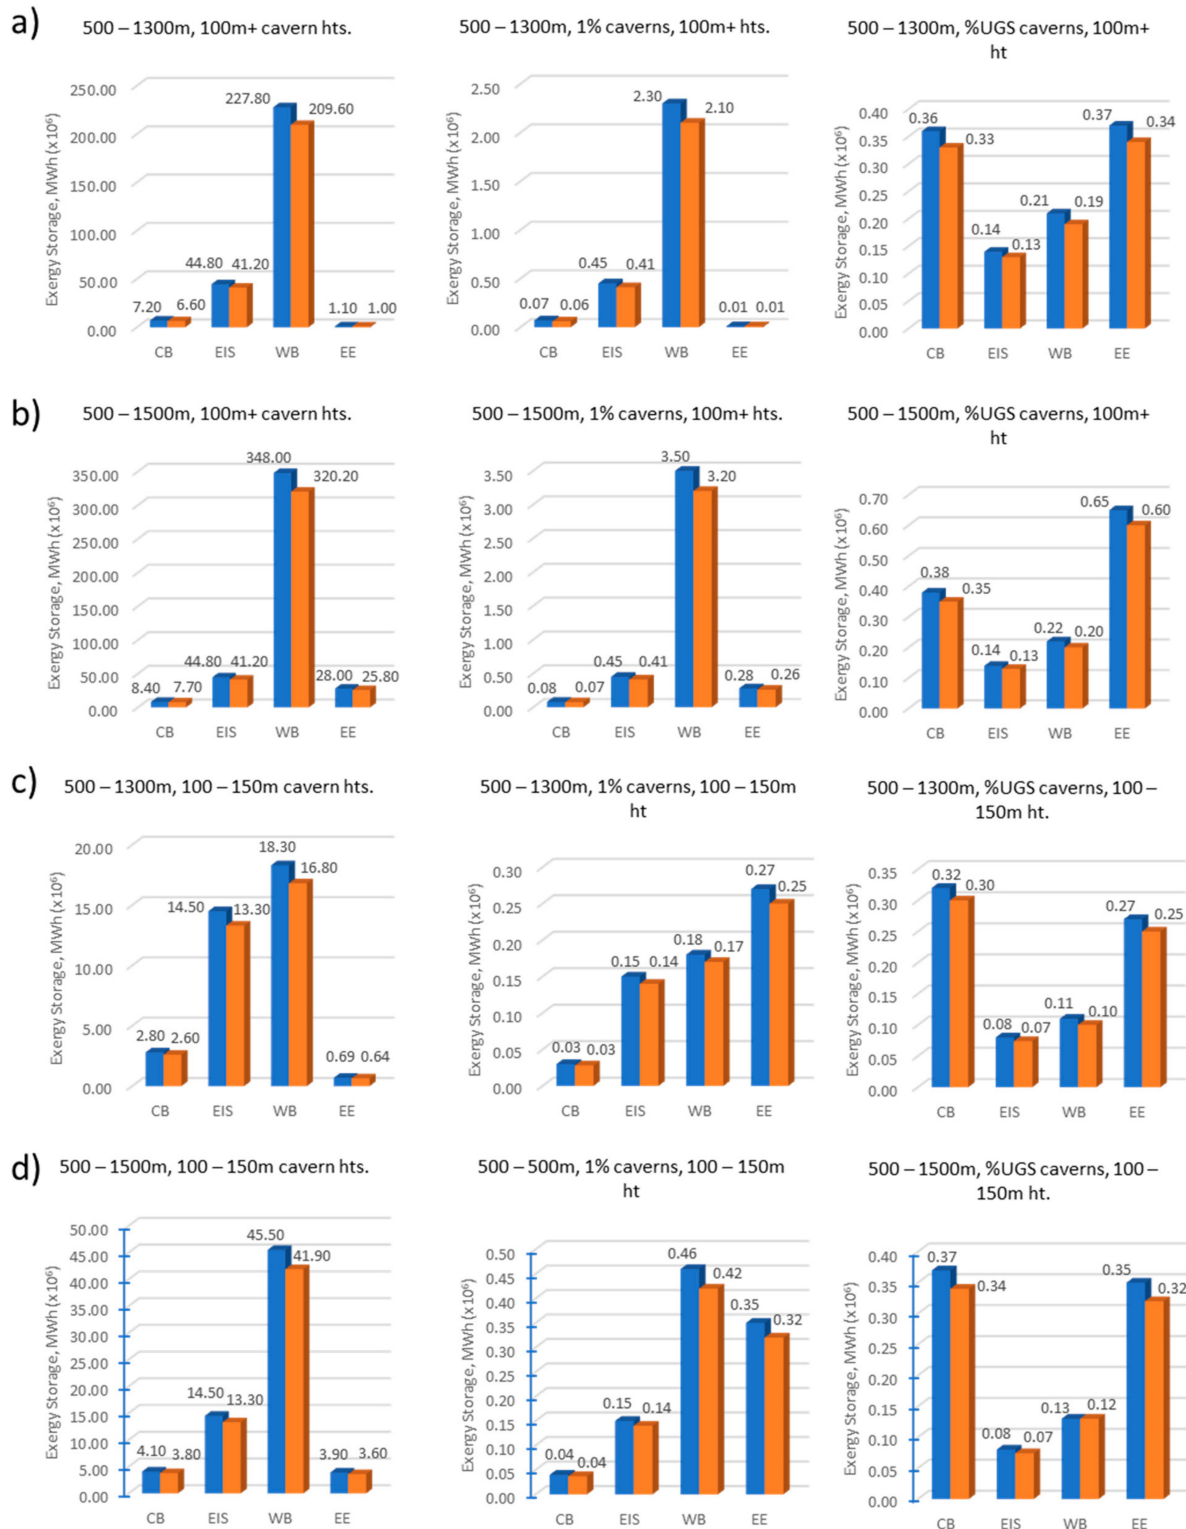 a)
500 – 1300m, 100m+ cavern hts.
Exergy Storage, MWh (x10⁶)
250.00
200.00
150.00
100.00
50.00
0.00
7.20
6.60
44.80
41.20
227.80
209.60
1.10
1.00
CB
EIS
WB
EE
500 – 1300m, 1% caverns, 100m+ hts.
Exergy Storage, MWh (x10⁶)
2.50
2.00
1.50
1.00
0.50
0.00
0.07
0.06
0.45
0.41
2.30
2.10
0.01
0.01
CB
EIS
WB
EE
500 – 1300m, %UGS caverns, 100m+
ht
Exergy Storage, MWh (x10⁶)
0.40
0.35
0.30
0.25
0.20
0.15
0.10
0.05
0.00
0.36
0.33
0.14
0.13
0.21
0.19
0.37
0.34
CB
EIS
WB
EE
b)
500 – 1500m, 100m+ cavern hts.
Exergy Storage, MWh (x10⁶)
350.00
300.00
250.00
200.00
150.00
100.00
50.00
0.00
8.40
7.70
44.80
41.20
348.00
320.20
28.00
25.80
CB
EIS
WB
EE
500 – 1500m, 1% caverns, 100m+ hts.
Exergy Storage, MWh (x10⁶)
3.50
3.00
2.50
2.00
1.50
1.00
0.50
0.00
0.08
0.07
0.45
0.41
3.50
3.20
0.28
0.26
CB
EIS
WB
EE
500 – 1500m, %UGS caverns, 100m+
ht
Exergy Storage, MWh (x10⁶)
0.70
0.60
0.50
0.40
0.30
0.20
0.10
0.00
0.38
0.35
0.14
0.13
0.22
0.20
0.65
0.60
CB
EIS
WB
EE
c)
500 – 1300m, 100 – 150m cavern hts.
Exergy Storage, MWh (x10⁶)
20.00
15.00
10.00
5.00
0.00
2.80
2.60
14.50
13.30
18.30
16.80
0.69
0.64
CB
EIS
WB
EE
500 – 1300m, 1% caverns, 100 – 150m
ht
Exergy Storage, MWh (x10⁶)
0.30
0.25
0.20
0.15
0.10
0.05
0.00
0.03
0.03
0.15
0.14
0.18
0.17
0.27
0.25
CB
EIS
WB
EE
500 – 1300m, %UGS caverns, 100 –
150m ht.
Exergy Storage, MWh (x10⁶)
0.35
0.30
0.25
0.20
0.15
0.10
0.05
0.00
0.32
0.30
0.08
0.07
0.11
0.10
0.27
0.25
CB
EIS
WB
EE
d)
500 – 1500m, 100 – 150m cavern hts.
Exergy Storage, MWh (x10⁶)
50.00
45.00
40.00
35.00
30.00
25.00
20.00
15.00
10.00
5.00
0.00
4.10
3.80
14.50
13.30
45.50
41.90
3.90
3.60
CB
EIS
WB
EE
500 – 500m, 1% caverns, 100 – 150m
ht
Exergy Storage, MWh (x10⁶)
0.50
0.45
0.40
0.35
0.30
0.25
0.20
0.15
0.10
0.05
0.00
0.04
0.04
0.15
0.14
0.46
0.42
0.35
0.32
CB
EIS
WB
EE
500 – 1500m, %UGS caverns, 100 –
150m ht.
Exergy Storage, MWh (x10⁶)
0.40
0.35
0.30
0.25
0.20
0.15
0.10
0.05
0.00
0.37
0.34
0.08
0.07
0.13
0.12
0.35
0.32
CB
EIS
WB
EE